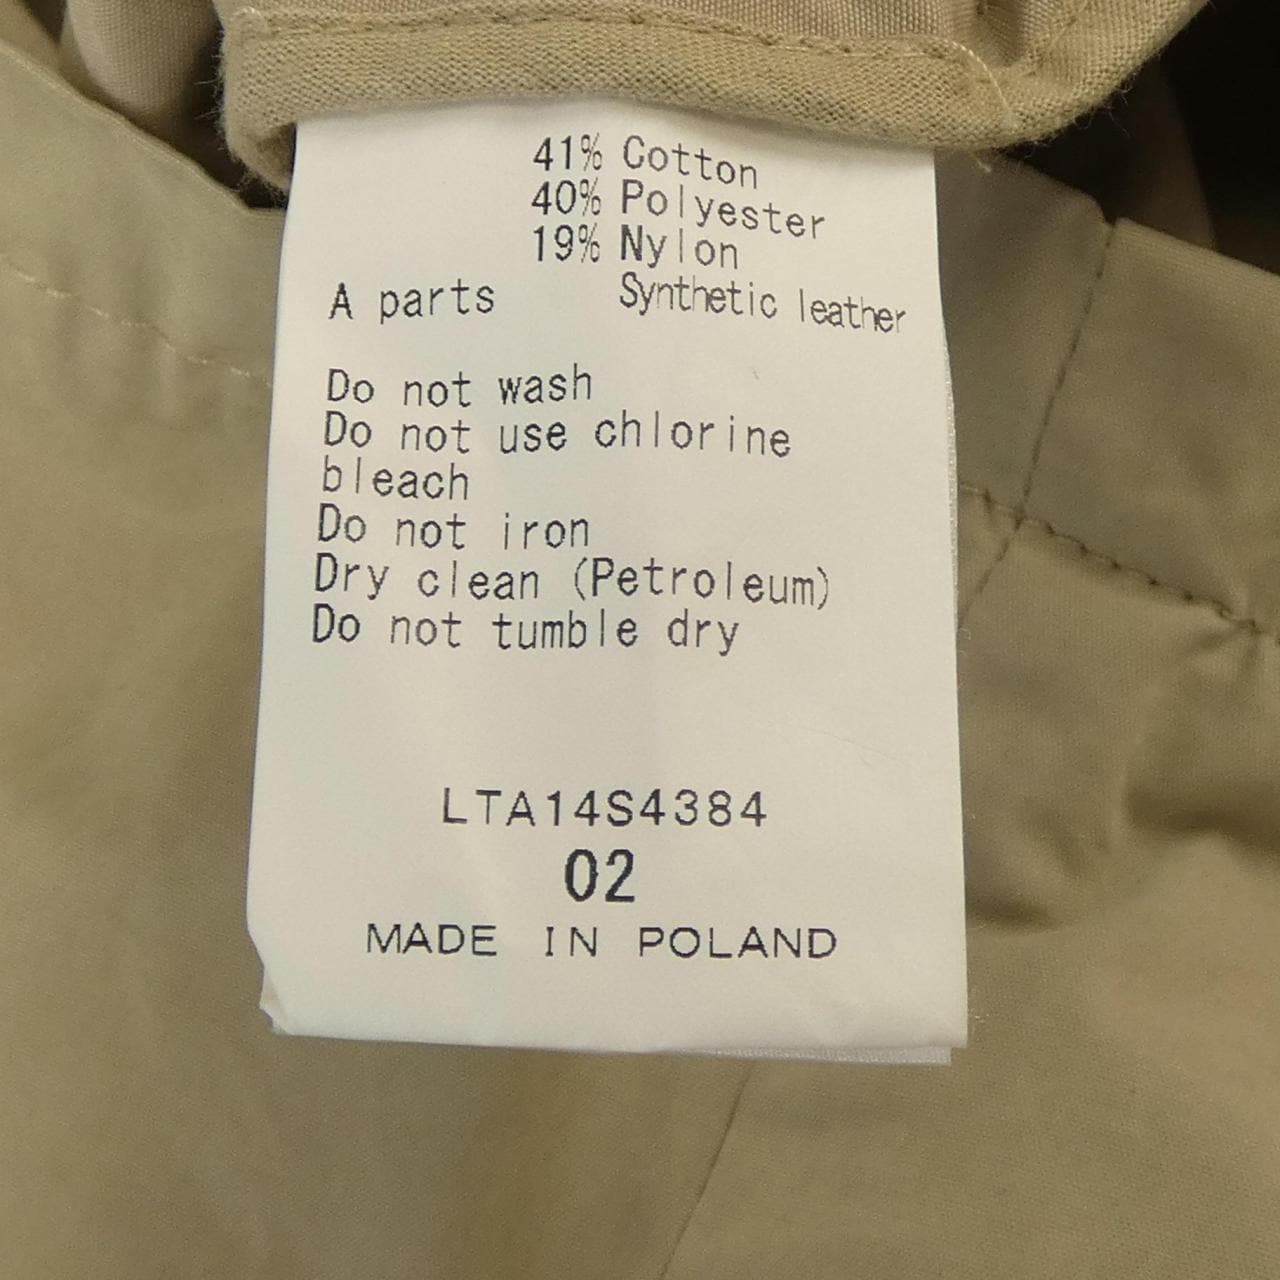 41% Cotton
40% Polyester
19% Nylon
A parts Synthetic leather
Do not wash
Do not use chlorine
bleach
Do not iron
Dry clean (Petroleum)
Do not tumble dry
LTA14S4384
02
MADE IN POLAND